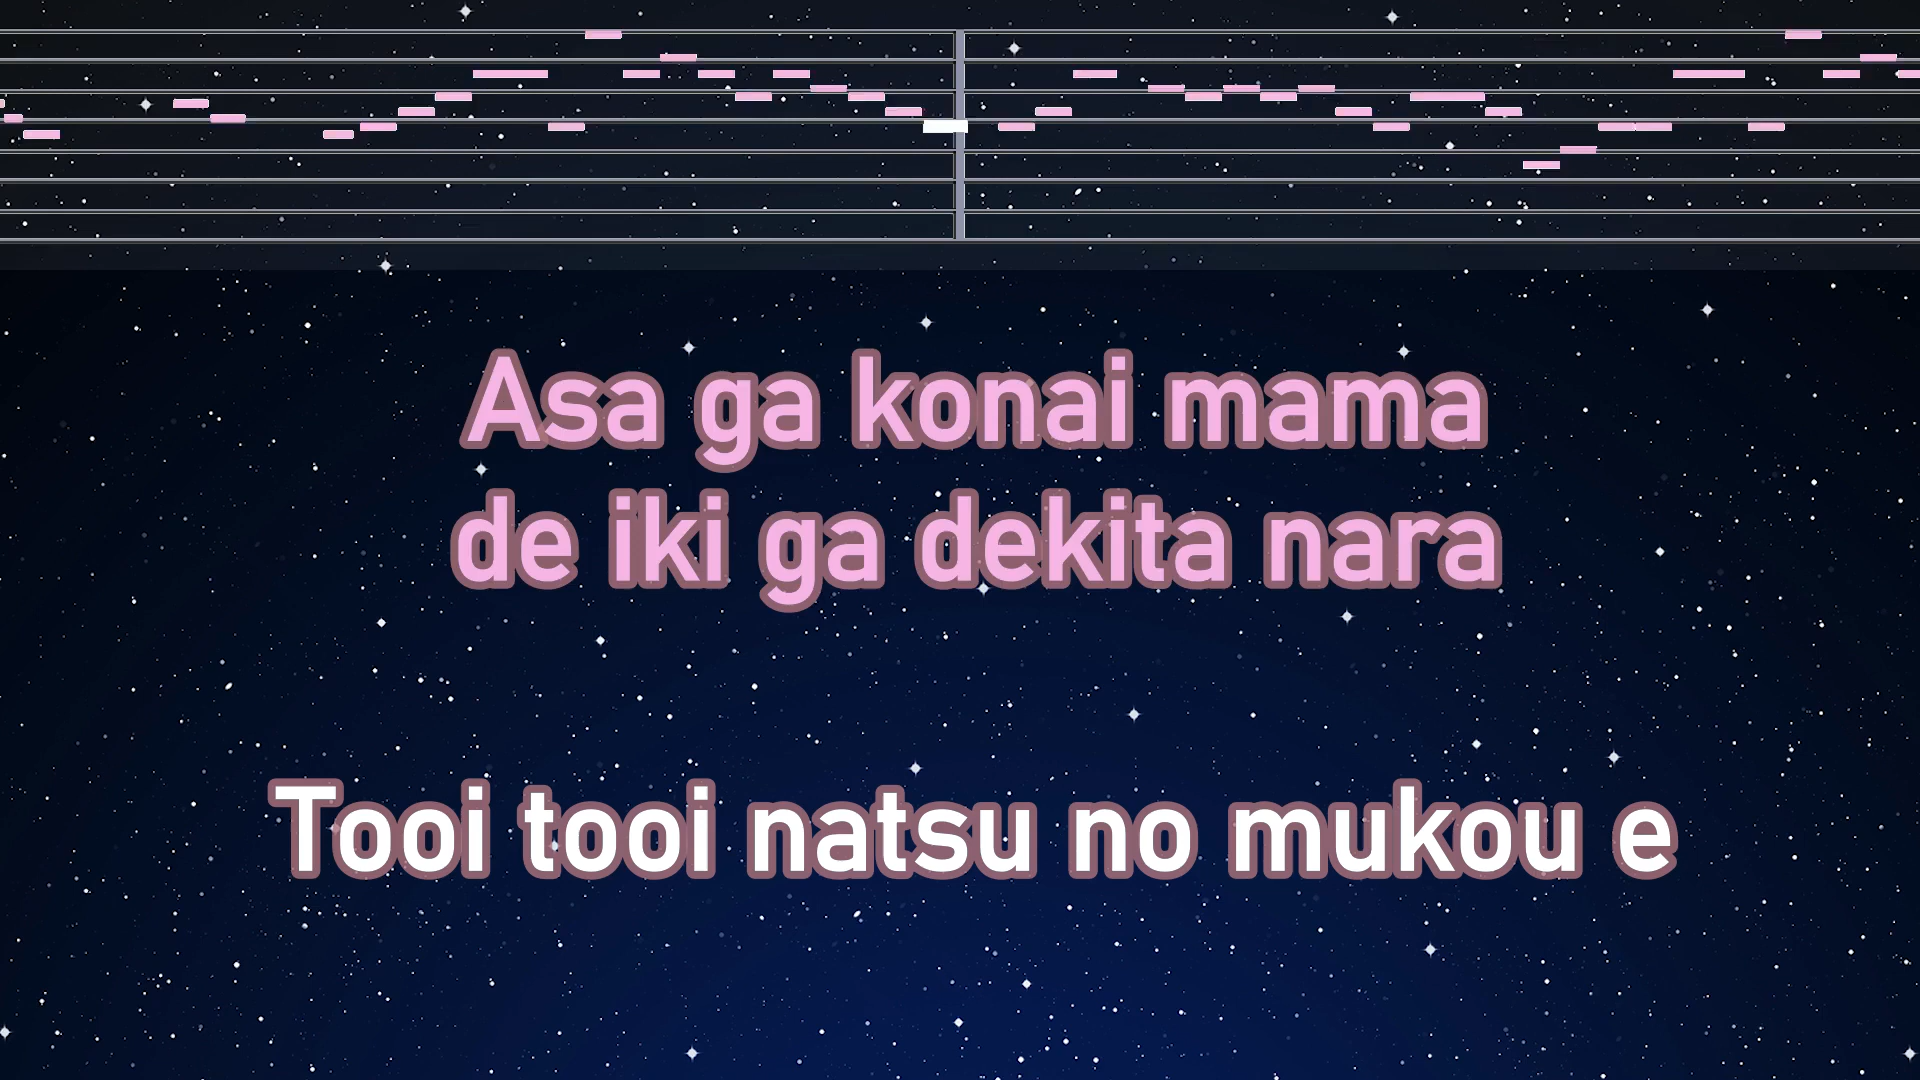 Asa ga konai mama
de iki ga dekita nara
Tooi tooi natsu no mukou e